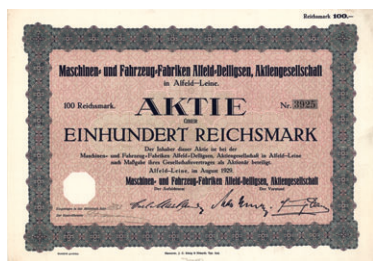 Reichsmark 100.—
Maschinen- und Fahrzeug-Fabriken Alfeld-Delligsen, Aktiengesellschaft
in Alfeld-Leine.
100 Reichsmark.
AKTIE
Nr. 3925
ÜBER
EINHUNDERT REICHSMARK
Der Inhaber dieser Aktie ist bei der
Maschinen- und Fahrzeug-Fabriken Alfeld-Delligsen, Aktiengesellschaft in Alfeld-Leine
nach Maßgabe ihres Gesellschaftsvertrages als Aktionär beteiligt.
Alfeld-Leine, im August 1929.
Maschinen- und Fahrzeug-Fabriken Alfeld-Delligsen, Aktiengesellschaft
Der Aufsichtsrat
Der Vorstand